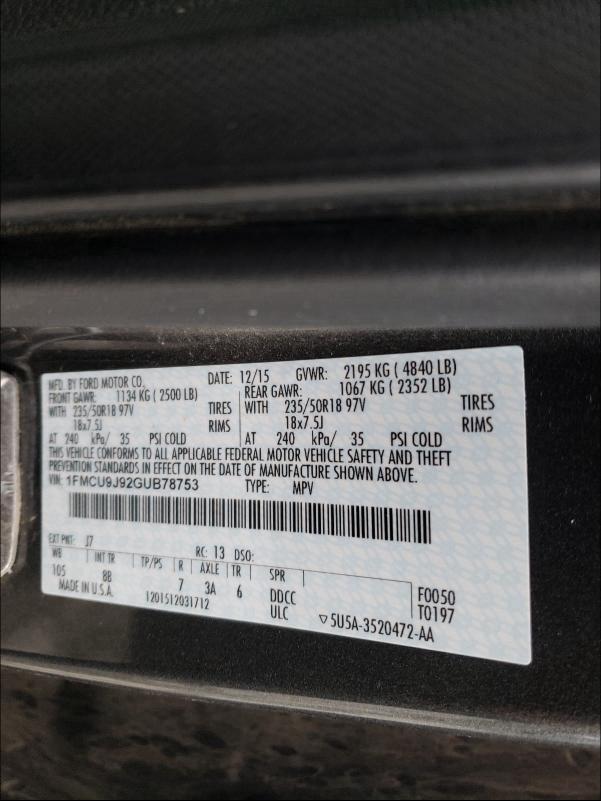 MFD. BY FORD MOTOR CO. DATE: 12/15 GVWR: 2195 KG ( 4840 LB)
FRONT GAWR: 1134 KG ( 2500 LB) REAR GAWR: 1067 KG ( 2352 LB)
WITH 235/50R18 97V TIRES WITH 235/50R18 97V TIRES
18x7.5J RIMS 18x7.5J RIMS
AT 240 kPa/ 35 PSI COLD AT 240 kPa/ 35 PSI COLD
THIS VEHICLE CONFORMS TO ALL APPLICABLE FEDERAL MOTOR VEHICLE SAFETY AND THEFT
PREVENTION STANDARDS IN EFFECT ON THE DATE OF MANUFACTURE SHOWN ABOVE.
VIN: 1FMCU9J92GUB78753 TYPE: MPV
EXT PNT: J7 RC: 13 DSO:
WB INT TR TP/PS R AXLE TR SPR
105 8B 7 3A 6 DDCC F0050
MADE IN U.S.A. 1201512031712 ULC T0197
▽5U5A-3520472-AA